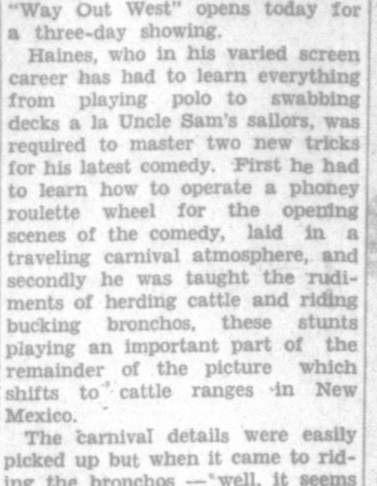 "Way Out West" opens today for
a three-day showing.
Haines, who in his varied screen
career has had to learn everything
from playing polo to swabbing
decks a la Uncle Sam's sailors, was
required to master two new tricks
for his latest comedy. First he had
to learn how to operate a phoney
roulette wheel for the opening
scenes of the comedy, laid in a
traveling carnival atmosphere, and
secondly he was taught the rudi-
ments of herding cattle and riding
bucking bronchos, these stunts
playing an important part of the
remainder of the picture which
shifts to cattle ranges in New
Mexico.
The carnival details were easily
picked up but when it came to rid-
ing the bronchos — well, it seems